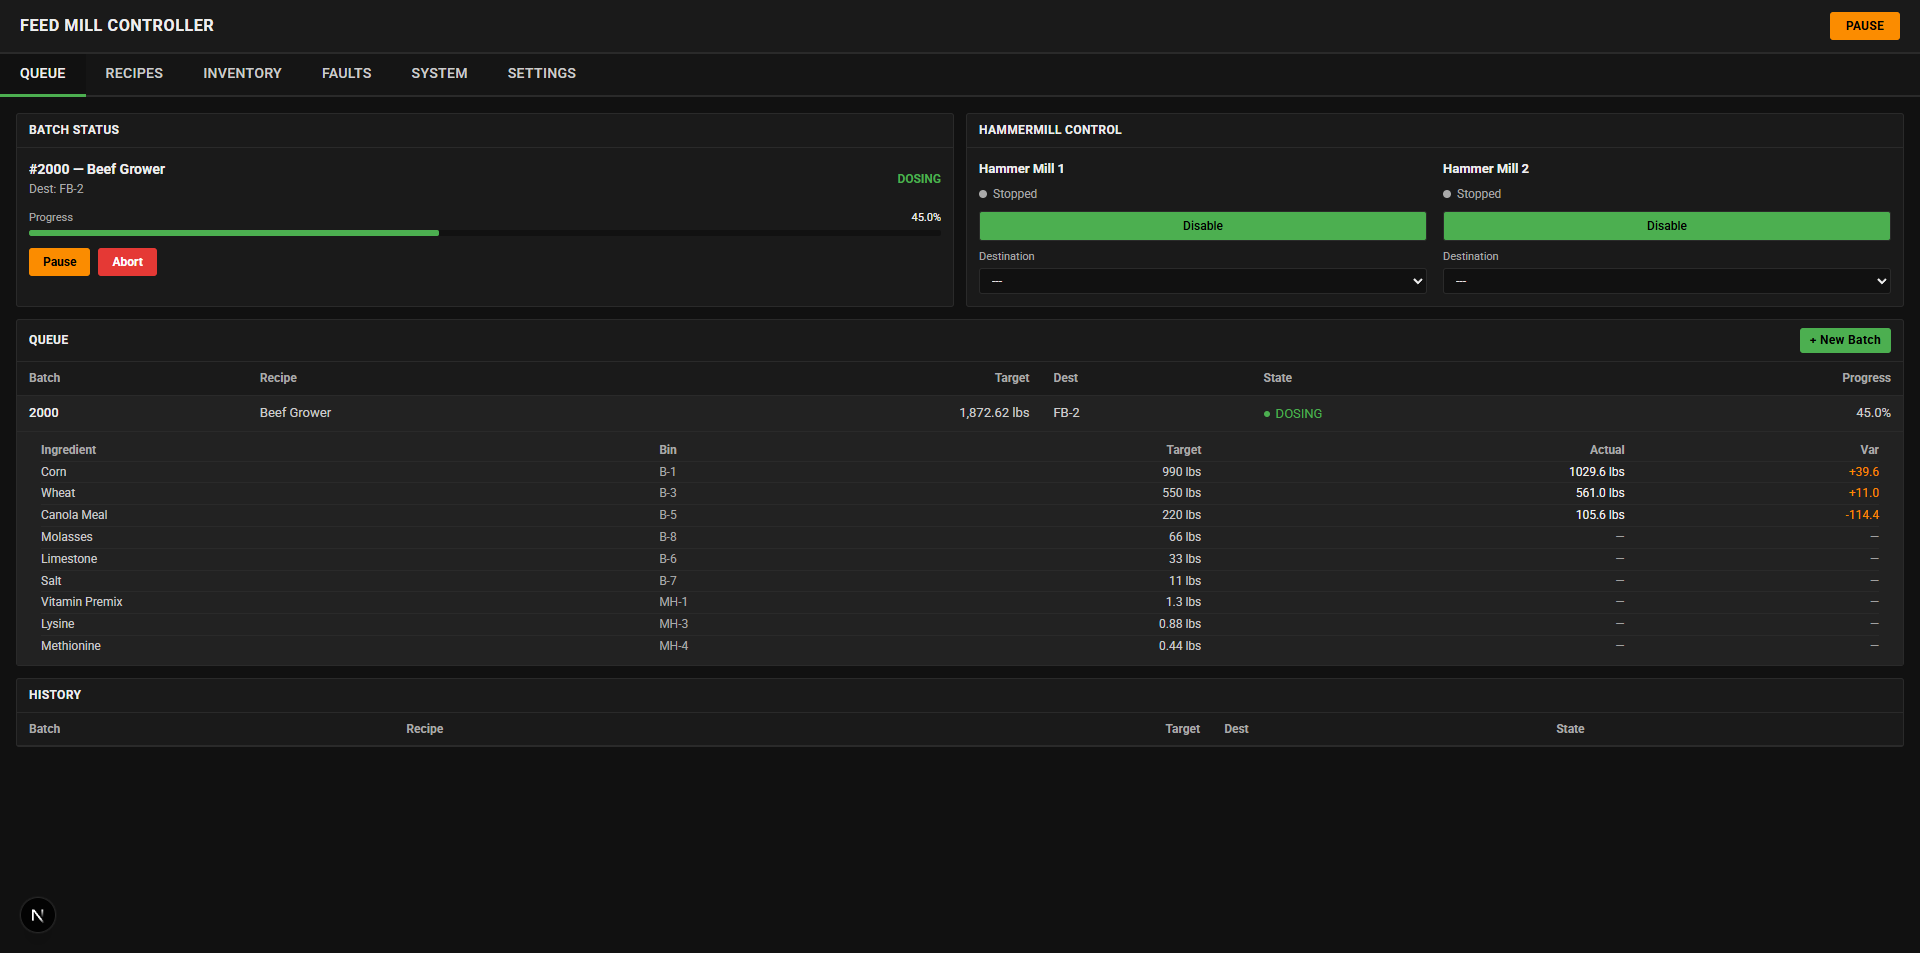 FEED MILL CONTROLLER
PAUSE
QUEUE RECIPES INVENTORY FAULTS SYSTEM SETTINGS
BATCH STATUS
#2000 — Beef Grower
Dest: FB-2
DOSING
Progress 45.0%
Pause Abort
HAMMERMILL CONTROL
Hammer Mill 1
Stopped
Disable
Destination
—
Hammer Mill 2
Stopped
Disable
Destination
—
QUEUE
+ New Batch
Batch Recipe Target Dest State Progress
2000 Beef Grower 1,872.62 lbs FB-2 DOSING 45.0%
Ingredient Bin Target Actual Var
Corn B-1 990 lbs 1029.6 lbs +39.6
Wheat B-3 550 lbs 561.0 lbs +11.0
Canola Meal B-5 220 lbs 105.6 lbs -114.4
Molasses B-8 66 lbs — —
Limestone B-6 33 lbs — —
Salt B-7 11 lbs — —
Vitamin Premix MH-1 1.3 lbs — —
Lysine MH-3 0.88 lbs — —
Methionine MH-4 0.44 lbs — —
HISTORY
Batch Recipe Target Dest State
N